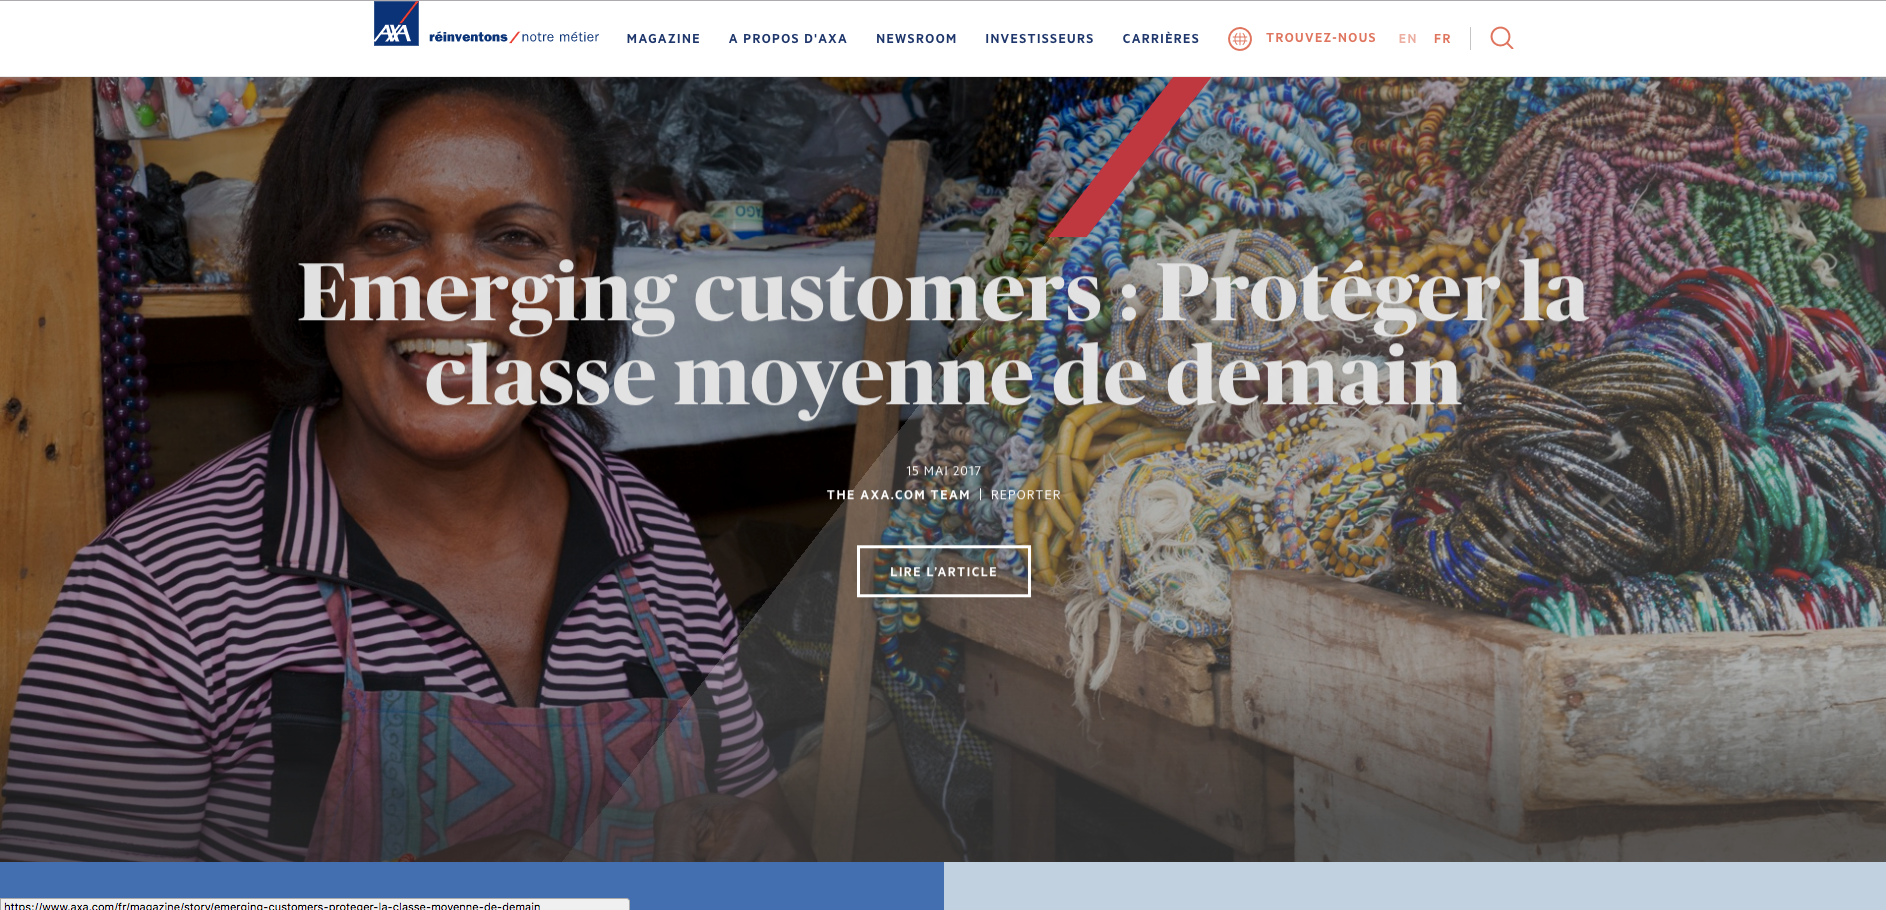 AXA
réinventons / notre métier
MAGAZINE
A PROPOS D'AXA
NEWSROOM
INVESTISSEURS
CARRIÈRES
TROUVEZ-NOUS
EN
FR
Emerging customers : Protéger la
classe moyenne de demain
15 MAI 2017
THE AXA.COM TEAM | REPORTER
LIRE L'ARTICLE
https://www.axa.com/fr/magazine/story/emerging-customers-proteger-la-classe-moyenne-de-demain